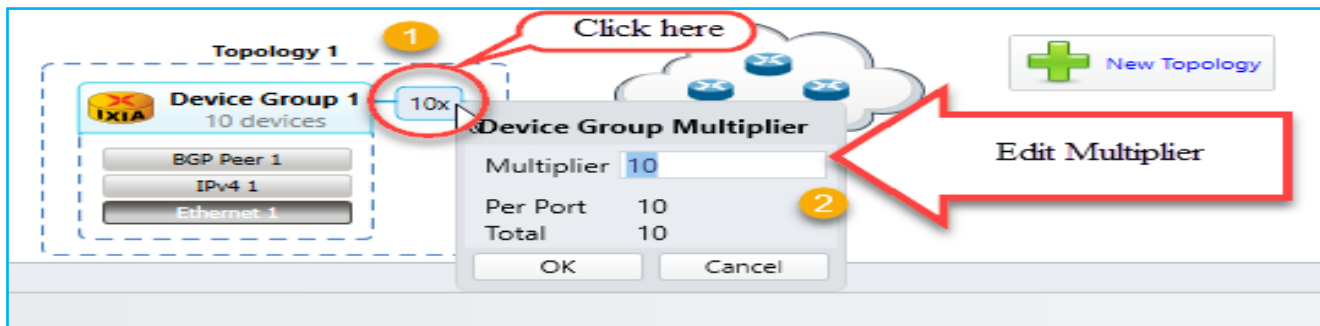 1
Click here
Topology 1
New Topology
IXIA
Device Group 1
10 devices
10x
Device Group Multiplier
Multiplier 10
Edit Multiplier
BGP Peer 1
IPv4 1
Ethernet 1
Per Port 10
2
Total 10
OK
Cancel